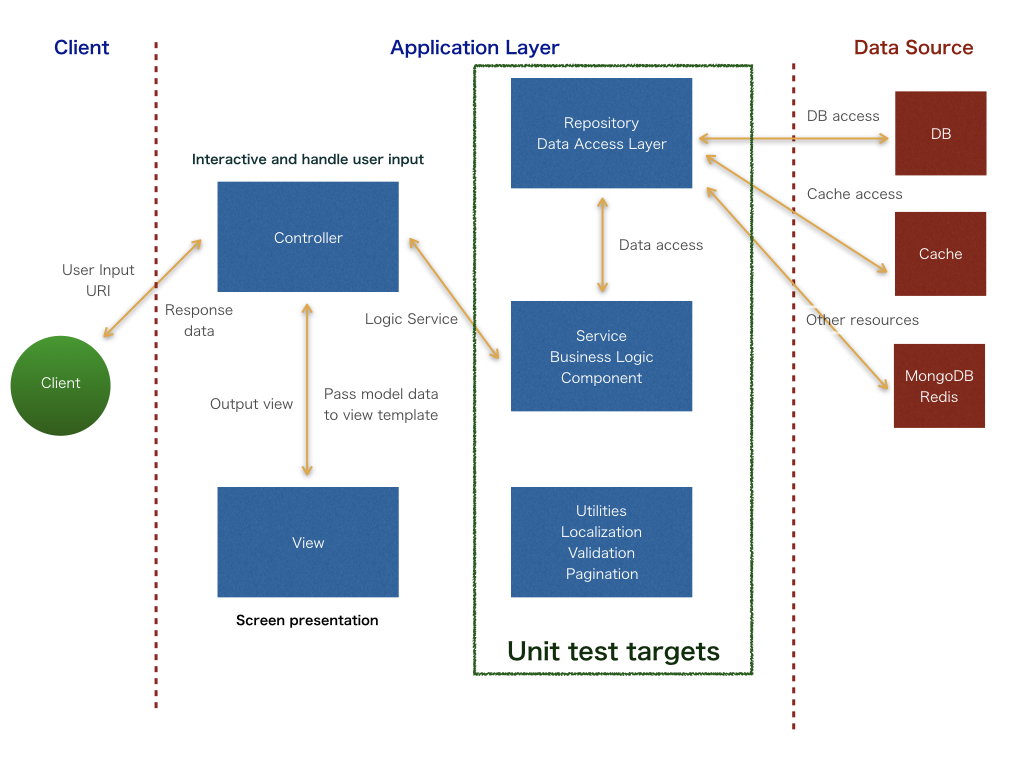 Client
Application Layer
Data Source
Repository
Data Access Layer
DB access
DB
Interactive and handle user input
Cache access
Controller
Data access
Cache
User Input
URI
Response
data
Logic Service
Other resources
Service
Business Logic
Component
Client
MongoDB
Redis
Output view
Pass model data
to view template
View
Utilities
Localization
Validation
Pagination
Screen presentation
Unit test targets